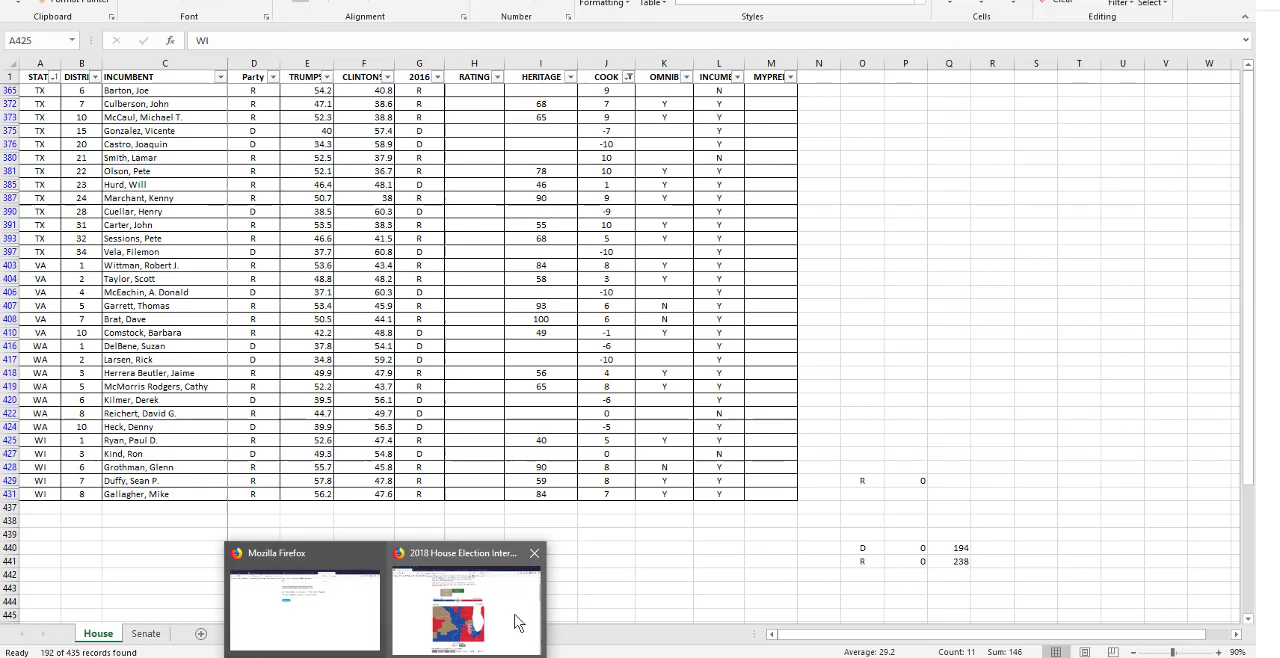 Format Painter Formatting Table Clear Filter Select
Clipboard Font Alignment Number Styles Cells Editing
A425 fx WI
A B C D E F G H I J K L M N O P Q R S T U V W
1 STAT DISTRI INCUMBENT Party TRUMP% CLINTON% 2016 RATING HERITAGE COOK OMNIB INCUME MYPREI
365 TX 6 Barton, Joe R 54.2 40.8 R 9 N
372 TX 7 Culberson, John R 47.1 38.6 R 68 7 Y Y
373 TX 10 McCaul, Michael T. R 52.3 38.8 R 65 9 Y Y
375 TX 15 Gonzalez, Vicente D 40 57.4 D -7 Y
376 TX 20 Castro, Joaquin D 34.3 58.9 D -10 Y
380 TX 21 Smith, Lamar R 52.5 37.9 R 10 N
381 TX 22 Olson, Pete R 52.1 36.7 R 78 10 Y Y
385 TX 23 Hurd, Will R 46.4 48.1 D 46 1 Y Y
387 TX 24 Marchant, Kenny R 50.7 38 R 90 9 Y Y
390 TX 28 Cuellar, Henry D 38.5 60.3 D -9 Y
391 TX 31 Carter, John R 53.5 38.3 R 55 10 Y Y
393 TX 32 Sessions, Pete R 46.6 41.5 R 68 5 Y Y
397 TX 34 Vela, Filemon D 37.7 60.8 D -10 Y
403 VA 1 Wittman, Robert J. R 53.6 43.4 R 84 8 Y Y
404 VA 2 Taylor, Scott R 48.8 48.2 R 58 3 Y Y
406 VA 4 McEachin, A. Donald D 37.1 60.3 D -10 Y
407 VA 5 Garrett, Thomas R 53.4 45.9 R 93 6 N Y
408 VA 7 Brat, Dave R 50.5 44.1 R 100 6 N Y
410 VA 10 Comstock, Barbara R 42.2 48.8 D 49 -1 Y Y
416 WA 1 DelBene, Suzan D 37.8 54.1 D -6 Y
417 WA 2 Larsen, Rick D 34.8 59.2 D -10 Y
418 WA 3 Herrera Beutler, Jaime R 49.9 47.9 R 56 4 Y Y
419 WA 5 McMorris Rodgers, Cathy R 52.2 43.7 R 65 8 Y Y
420 WA 6 Kilmer, Derek D 39.5 56.1 D -6 Y
422 WA 8 Reichert, David G. R 44.7 49.7 D 0 N
424 WA 10 Heck, Denny D 39.9 56.3 D -5 Y
425 WI 1 Ryan, Paul D. R 52.6 47.4 R 40 5 Y Y
427 WI 3 Kind, Ron D 49.3 54.8 D 0 N
428 WI 6 Grothman, Glenn R 55.7 45.8 R 90 8 N Y
429 WI 7 Duffy, Sean P. R 57.8 47.8 R 59 8 Y Y R 0
431 WI 8 Gallagher, Mike R 56.2 47.6 R 84 7 Y Y
437
438
439
440 D 0 194
441 R 0 238
442
443
444
445
Mozilla Firefox 2018 House Election Inter...
House Senate
Ready 192 of 435 records found Average: 29.2 Count: 11 Sum: 146 90%